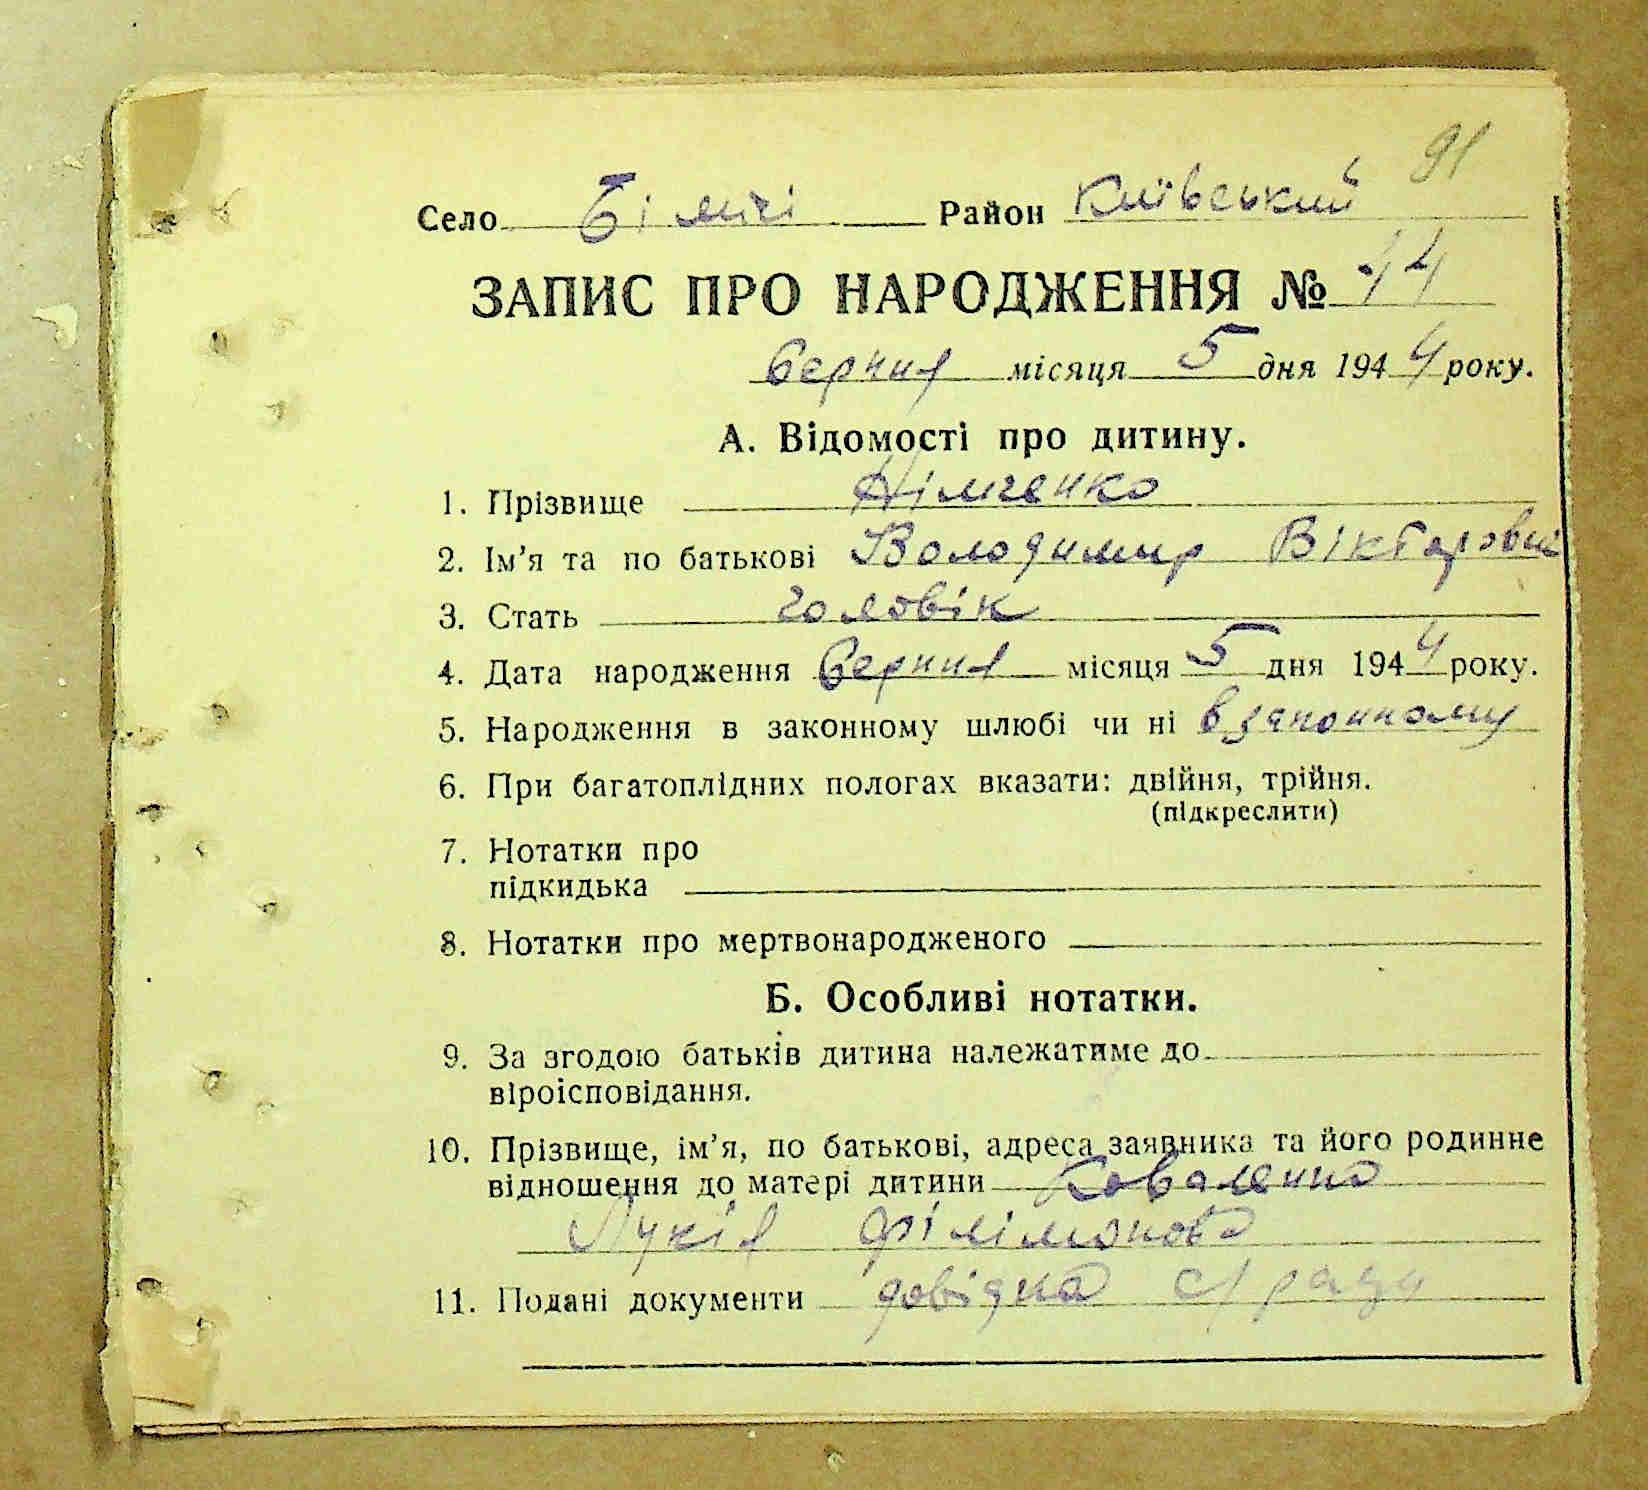 91
Село Біличі Район Київський
ЗАПИС ПРО НАРОДЖЕННЯ № 44
Серпня місяця 5 дня 1944 року.
А. Відомості про дитину.
1. Прізвище Німченко
2. Ім’я та по батькові Володимир Вікторович
3. Стать чоловік
4. Дата народження Серпня місяця 5 дня 1944 року.
5. Народження в законному шлюбі чи ні в законному
6. При багатоплідних пологах вказати: двійня, трійня.
(підкреслити)
7. Нотатки про
підкидька
8. Нотатки про мертвонародженого
Б. Особливі нотатки.
9. За згодою батьків дитина належатиме до
віроісповідання.
10. Прізвище, ім’я, по батькові, адреса заявника та його родинне
відношення до матері дитини Коваленко
Лукія Філімонова
11. Подані документи довідка с/ради